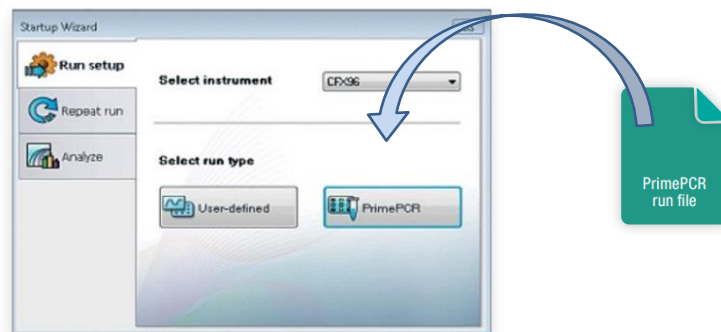 Startup Wizard
Run setup
Select instrument
CFX96
Repeat run
Analyze
Select run type
User-defined
PrimePCR
PrimePCR
run file